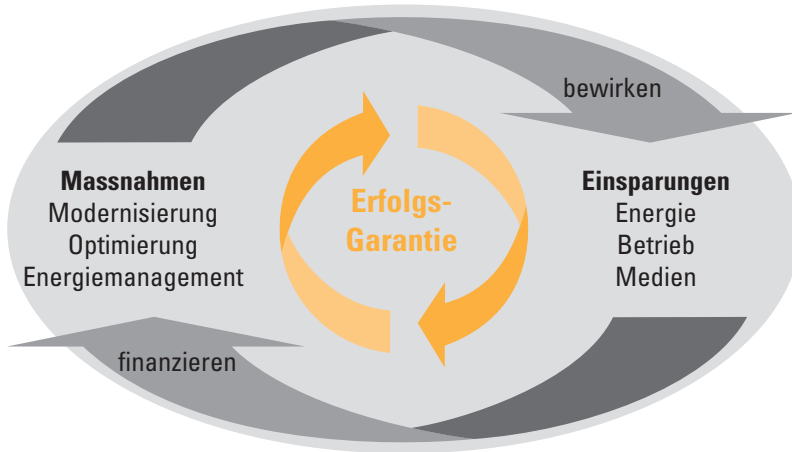 bewirken
Massnahmen
Modernisierung
Optimierung
Energiemanagement
Erfolgs-
Garantie
Einsparungen
Energie
Betrieb
Medien
finanzieren